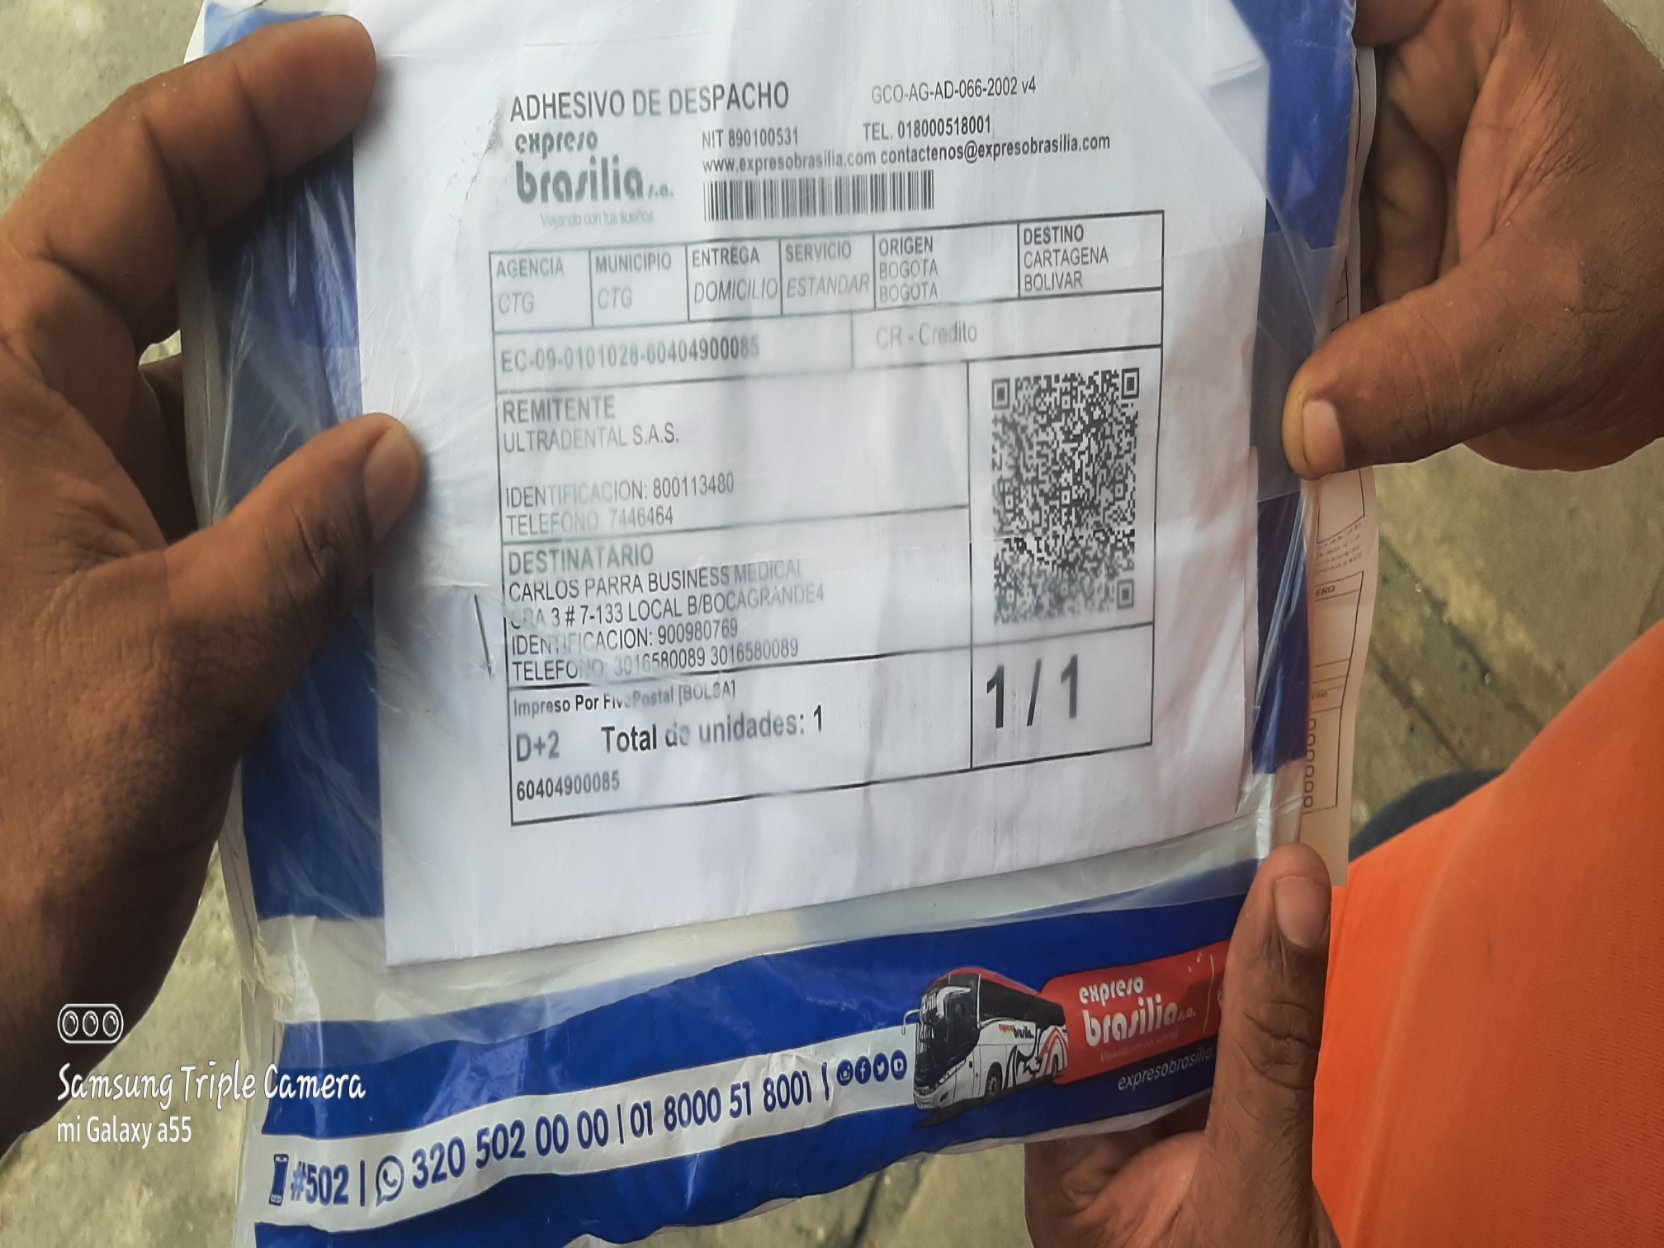 ADHESIVO DE DESPACHO
GCO-AG-AD-066-2002 v4
expreso
brasilia s.a.
Viajando con tus sueños
NIT 890100531
TEL. 018000518001
www.expresobrasilia.com contactenos@expresobrasilia.com
AGENCIA
CTG
MUNICIPIO
CTG
ENTREGA
DOMICILIO
SERVICIO
ESTANDAR
ORIGEN
BOGOTA
BOGOTA
DESTINO
CARTAGENA
BOLIVAR
EC-09-0101028-60404900085
CR - Credito
REMITENTE
ULTRADENTAL S.A.S.
IDENTIFICACION: 800113480
TELEFONO: 7446464
DESTINATARIO
CARLOS PARRA BUSINESS MEDICAL
CRA 3 # 7-133 LOCAL B/BOCAGRANDE4
IDENTIFICACION: 900980769
TELEFONO: 3016580089 3016580089
Impreso Por FivePostal [BOLSA]
D+2
Total de unidades: 1
60404900085
1 / 1
expreso
brasilia s.a.
expresobrasilia
#502 | 320 502 00 00 | 01 8000 51 8001 |
Samsung Triple Camera
mi Galaxy a55